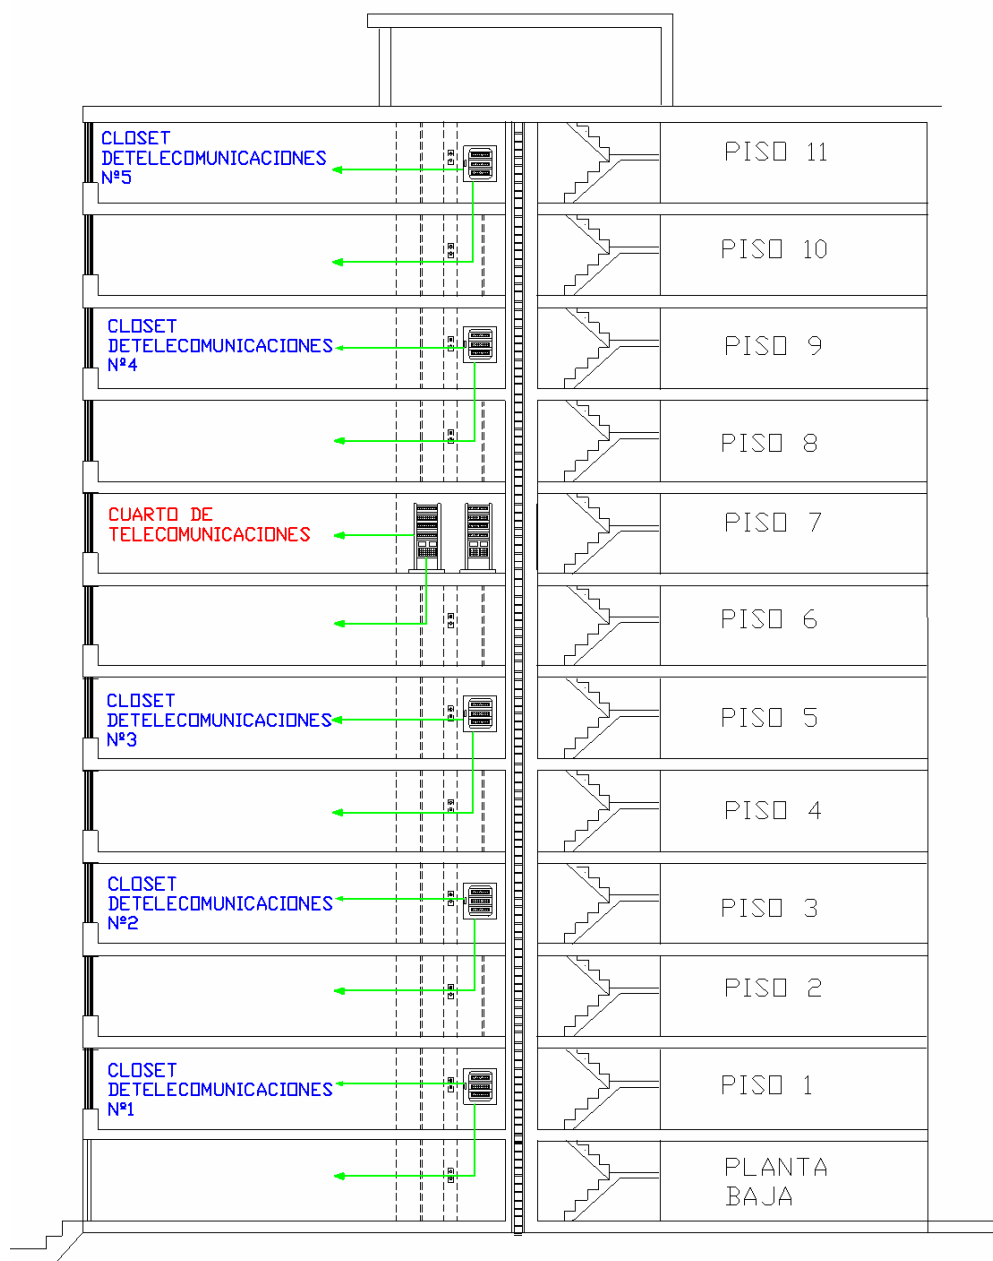 CLOSET
DETELECOMUNICACIONES
Nº5
PISO 11
PISO 10
CLOSET
DETELECOMUNICACIONES
Nº4
PISO 9
PISO 8
CUARTO DE
TELECOMUNICACIONES
PISO 7
PISO 6
CLOSET
DETELECOMUNICACIONES
Nº3
PISO 5
PISO 4
CLOSET
DETELECOMUNICACIONES
Nº2
PISO 3
PISO 2
CLOSET
DETELECOMUNICACIONES
Nº1
PISO 1
PLANTA
BAJA